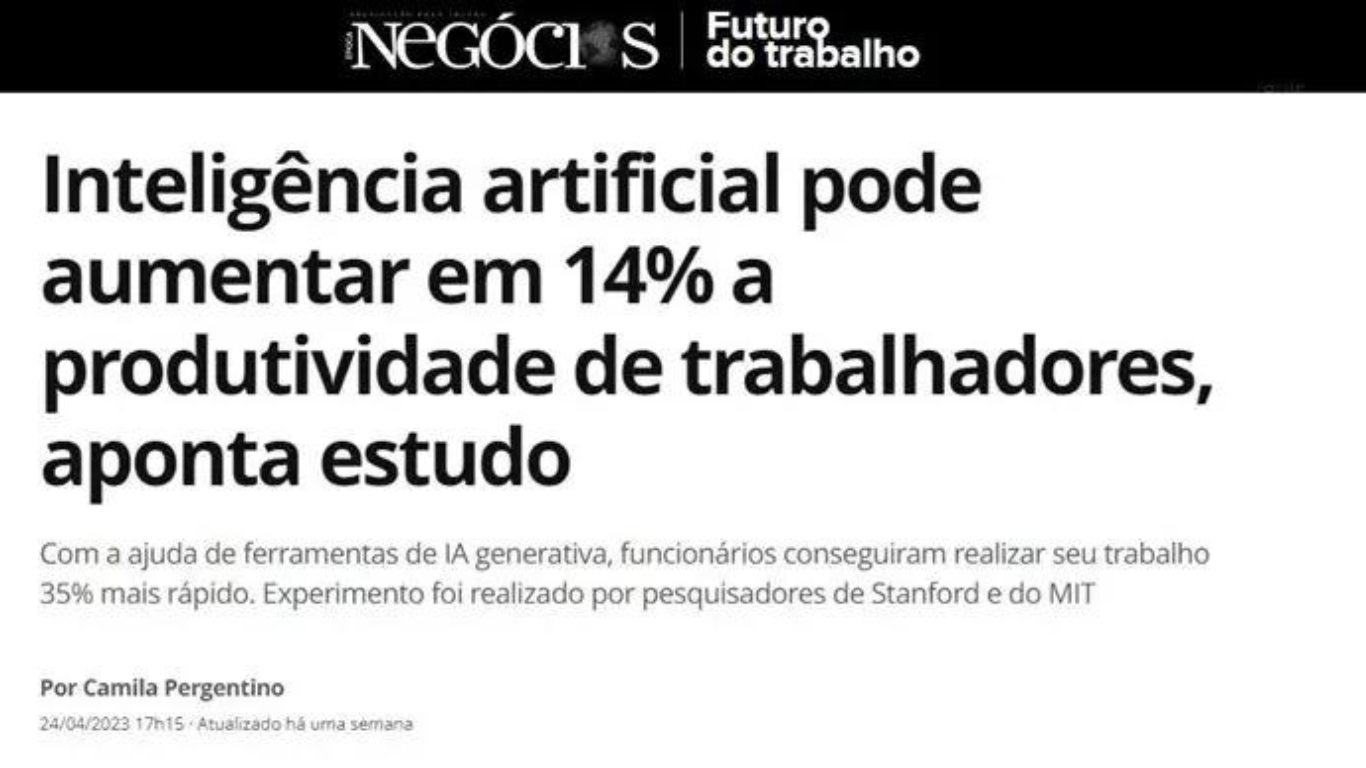 ÉPOCA NEGÓCIOS
Futuro
do trabalho
Inteligência artificial pode
aumentar em 14% a
produtividade de trabalhadores,
aponta estudo
Com a ajuda de ferramentas de IA generativa, funcionários conseguiram realizar seu trabalho
35% mais rápido. Experimento foi realizado por pesquisadores de Stanford e do MIT
Por Camila Pergentino
24/04/2023 17h15 · Atualizado há uma semana